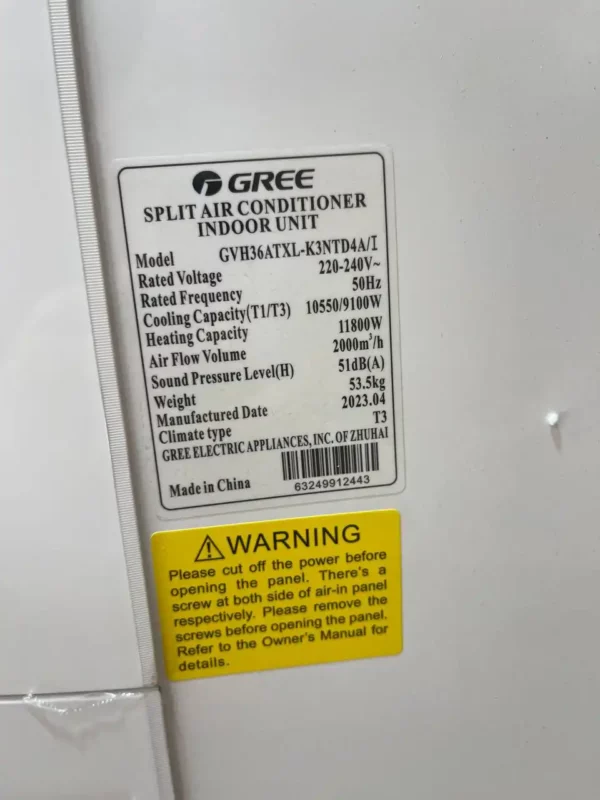 GREE
SPLIT AIR CONDITIONER
INDOOR UNIT
Model GVH36ATXL-K3NTD4A/I
Rated Voltage 220-240V~
Rated Frequency 50Hz
Cooling Capacity(T1/T3) 10550/9100W
Heating Capacity 11800W
Air Flow Volume 2000m³/h
Sound Pressure Level(H) 51dB(A)
Weight 53.5kg
Manufactured Date 2023.04
Climate type T3
GREE ELECTRIC APPLIANCES, INC. OF ZHUHAI
Made in China 63249912443
WARNING
Please cut off the power before
opening the panel. There's a
screw at both side of air-in panel
respectively. Please remove the
screws before opening the panel.
Refer to the Owner's Manual for
details.